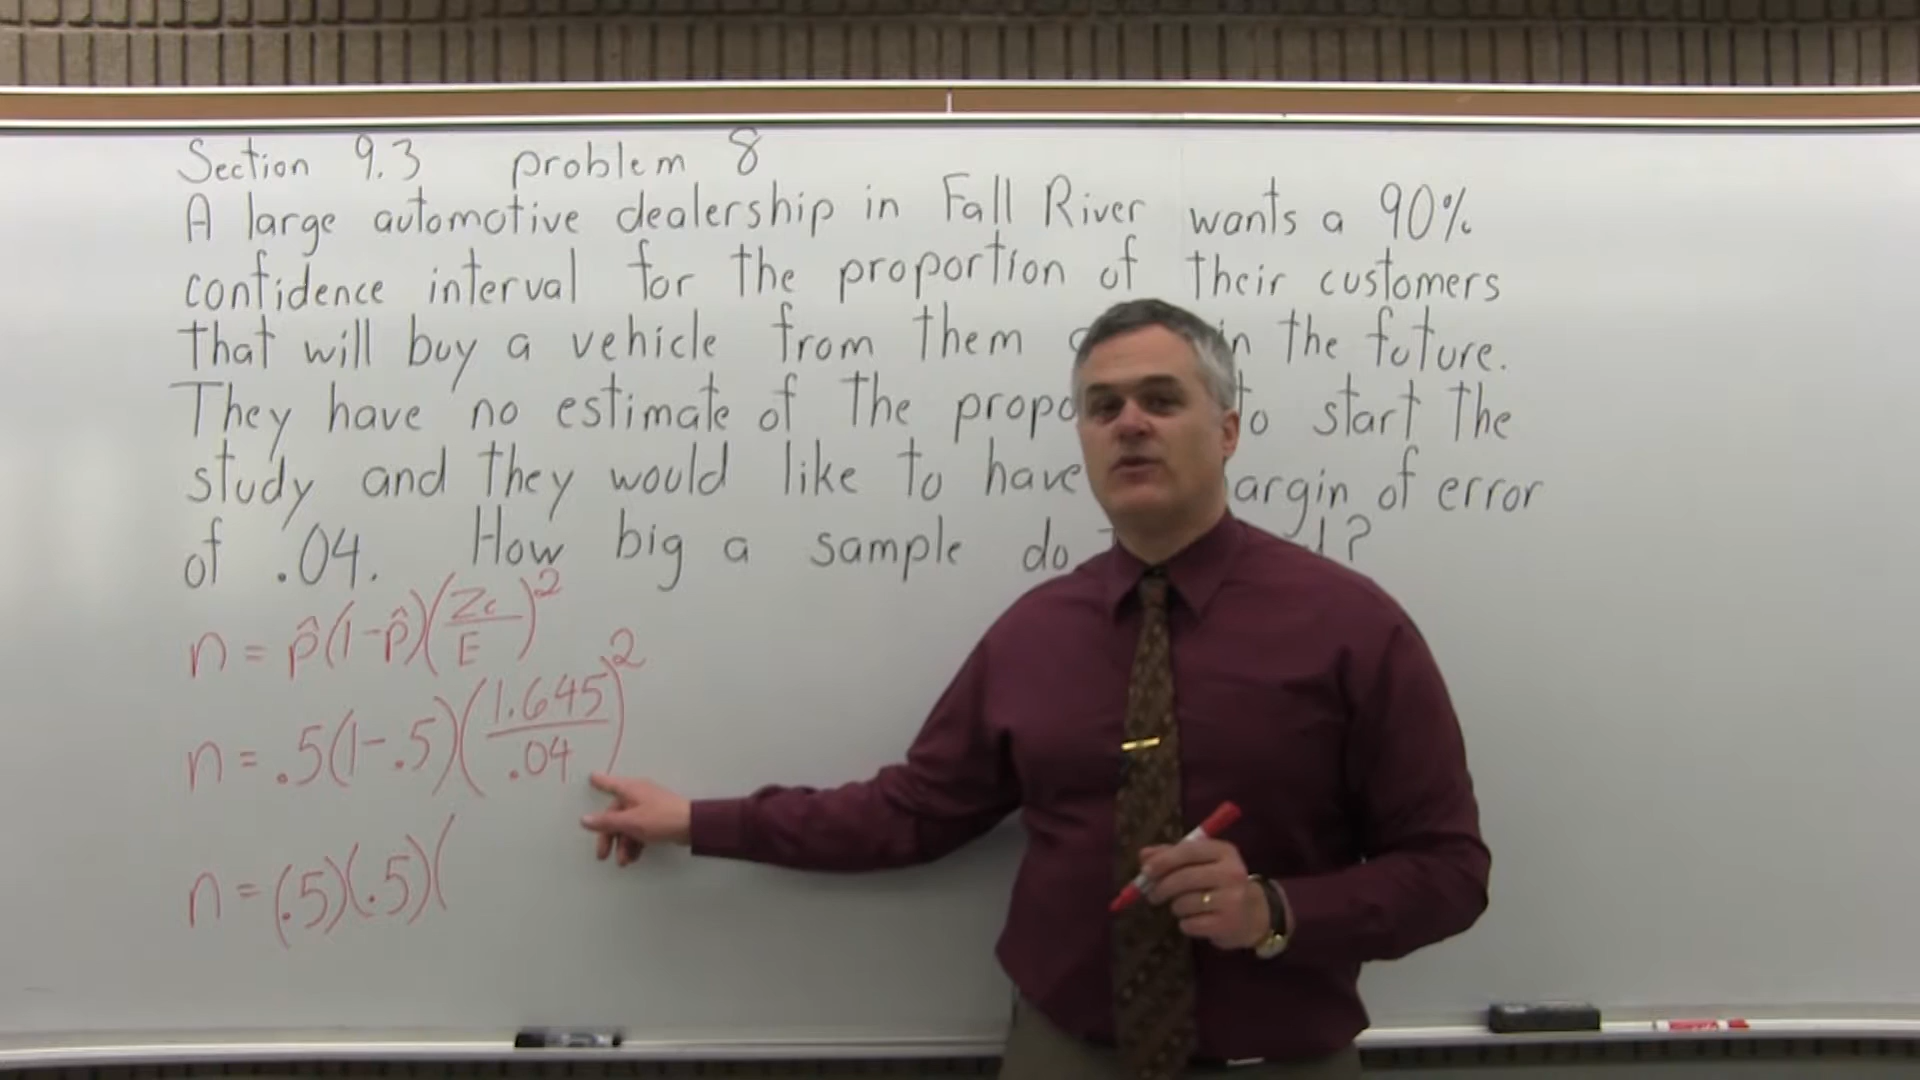 Section 9.3 problem 8
A large automotive dealership in Fall River wants a 90%
confidence interval for the proportion of their customers
that will buy a vehicle from them in the future.
They have no estimate of the start the
study and they would like to have of error
of .04. How big a sample do ?
n = p̂(1-p̂)(Zc/E)²
n = .5(1-.5)(1.645/.04)²
n = (.5)(.5)(